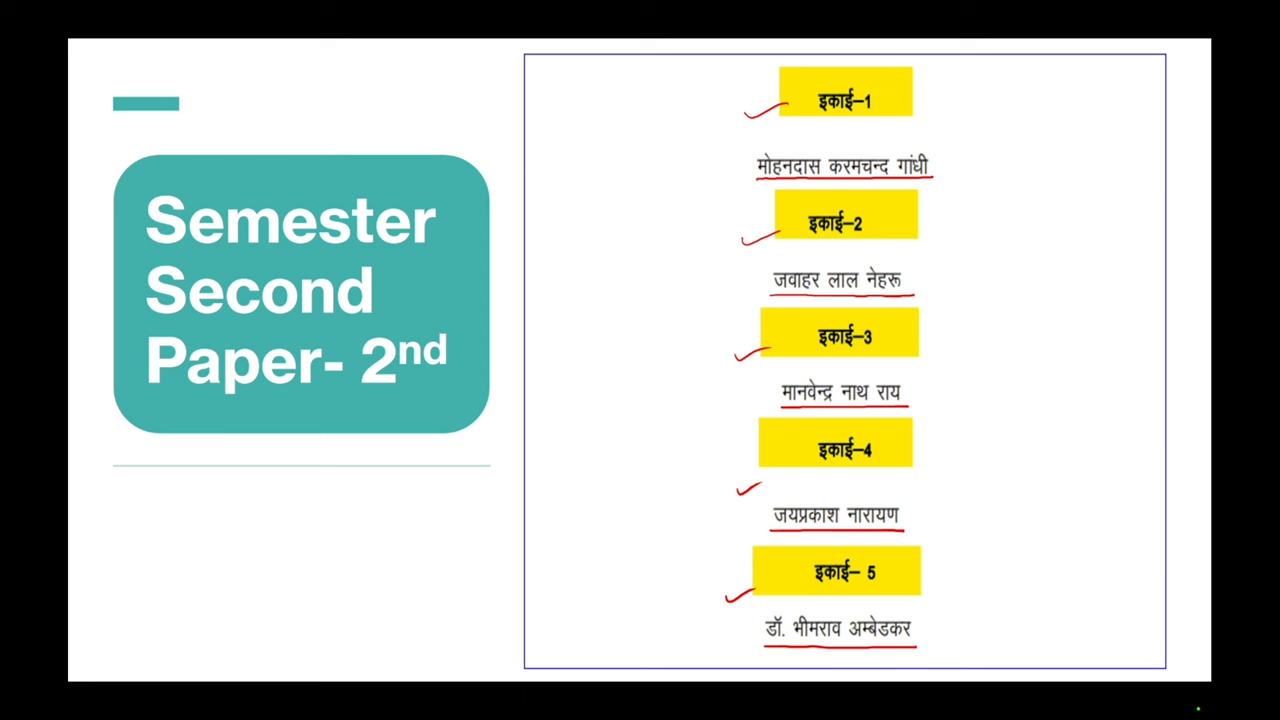 Semester
Second
Paper- 2nd
इकाई–1
मोहनदास करमचन्द गांधी
इकाई–2
जवाहर लाल नेहरू
इकाई–3
मानवेन्द्र नाथ राय
इकाई–4
जयप्रकाश नारायण
इकाई– 5
डॉ. भीमराव अम्बेडकर